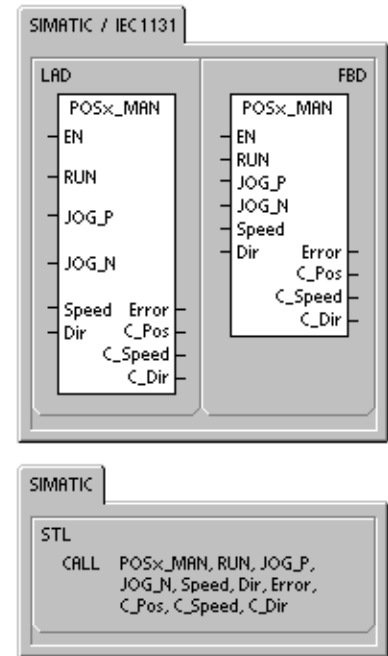 SIMATIC / IEC1131
LAD
POSx_MAN
EN
RUN
JOG_P
JOG_N
Speed Error
Dir C_Pos
C_Speed
C_Dir
FBD
POSx_MAN
EN
RUN
JOG_P
JOG_N
Speed
Dir Error
C_Pos
C_Speed
C_Dir
SIMATIC
STL
CALL POSx_MAN, RUN, JOG_P,
JOG_N, Speed, Dir, Error,
C_Pos, C_Speed, C_Dir